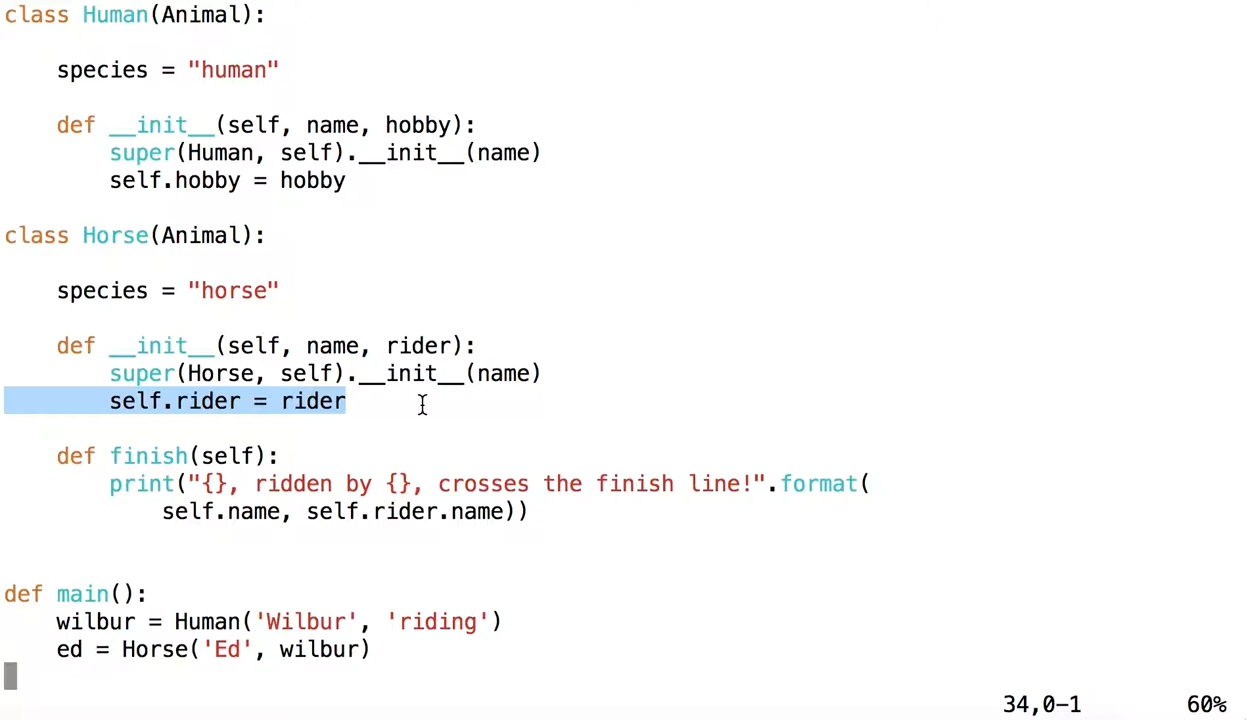 class Human(Animal):
    species = "human"
    def __init__(self, name, hobby):
        super(Human, self).__init__(name)
        self.hobby = hobby
class Horse(Animal):
    species = "horse"
    def __init__(self, name, rider):
        super(Horse, self).__init__(name)
        self.rider = rider
    def finish(self):
        print("{}, ridden by {}, crosses the finish line!".format(
            self.name, self.rider.name))
def main():
    wilbur = Human('Wilbur', 'riding')
    ed = Horse('Ed', wilbur)
34,0-1 60%